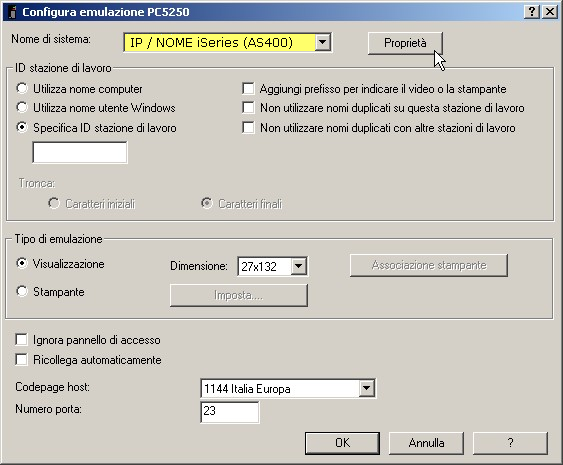 Configura emulazione PC5250
Nome di sistema: IP / NOME iSeries (AS400) Proprietà
ID stazione di lavoro
Utilizza nome computer
Aggiungi prefisso per indicare il video o la stampante
Utilizza nome utente Windows
Non utilizzare nomi duplicati su questa stazione di lavoro
Specifica ID stazione di lavoro
Non utilizzare nomi duplicati con altre stazioni di lavoro
Tronca:
Caratteri iniziali
Caratteri finali
Tipo di emulazione
Visualizzazione
Dimensione: 27x132
Associazione stampante
Stampante
Imposta....
Ignora pannello di accesso
Ricollega automaticamente
Codepage host: 1144 Italia Europa
Numero porta: 23
OK
Annulla
?